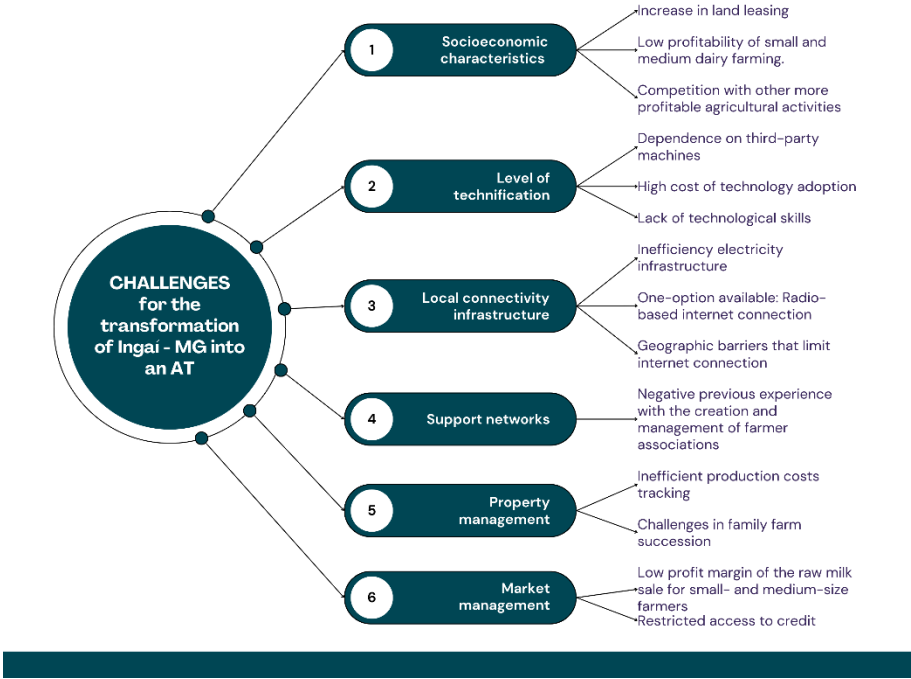 CHALLENGES
for the
transformation
of Ingaí - MG into
an AT
1
Socioeconomic
characteristics
Increase in land leasing
Low profitability of small and
medium dairy farming.
Competition with other more
profitable agricultural activities
2
Level of
technification
Dependence on third-party
machines
High cost of technology adoption
Lack of technological skills
3
Local connectivity
infrastructure
Inefficiency electricity
infrastructure
One-option available: Radio-
based internet connection
Geographic barriers that limit
internet connection
4
Support networks
Negative previous experience
with the creation and
management of farmer
associations
5
Property
management
Inefficient production costs
tracking
Challenges in family farm
succession
6
Market
management
Low profit margin of the raw milk
sale for small- and medium-size
farmers
Restricted access to credit